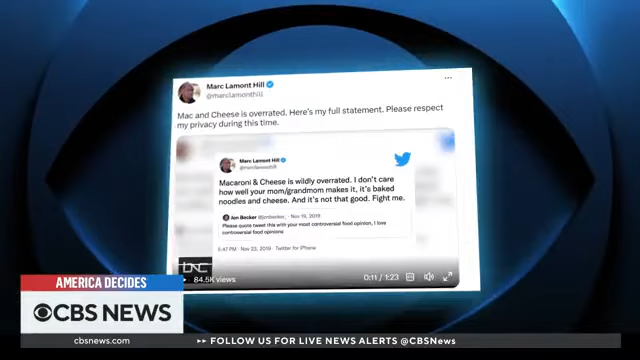 Marc Lamont Hill
@marclamonthill
Mac and Cheese is overrated. Here's my full statement. Please respect
my privacy during this time.
Marc Lamont Hill
@marclamonthill
Macaroni & Cheese is wildly overrated. I don't care
how well your mom/grandmom makes it, it's baked
noodles and cheese. And it's not that good. Fight me.
Jon Becker @jonbecker_ · Nov 19, 2019
Please quote tweet this with your most controversial food opinion, I love
controversial food opinions
5:47 PM · Nov 23, 2019 · Twitter for iPhone
BNC
84.5K views
0:11 / 1:23
AMERICA DECIDES
CBS NEWS
cbsnews.com
FOLLOW US FOR LIVE NEWS ALERTS @CBSNews